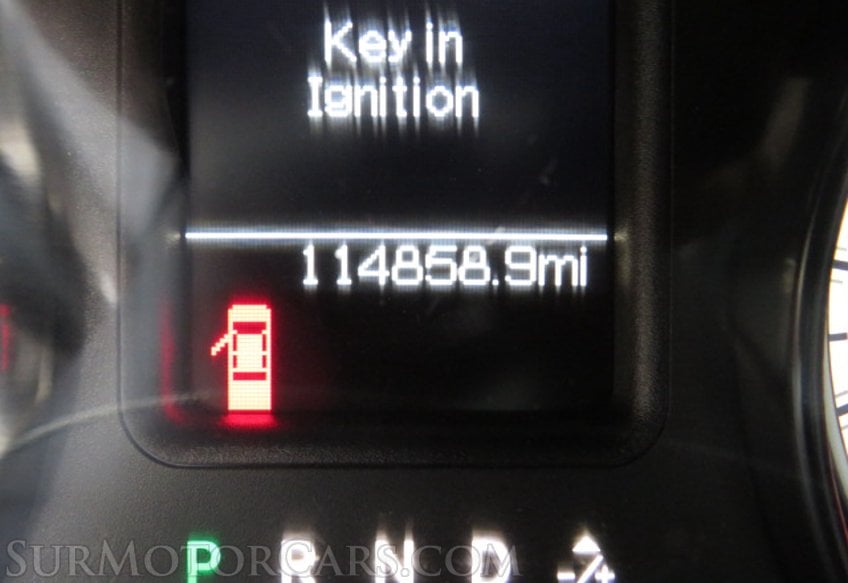 Key in
Ignition
114858.9mi
P R N D -/+
SURMOTORCARS.COM